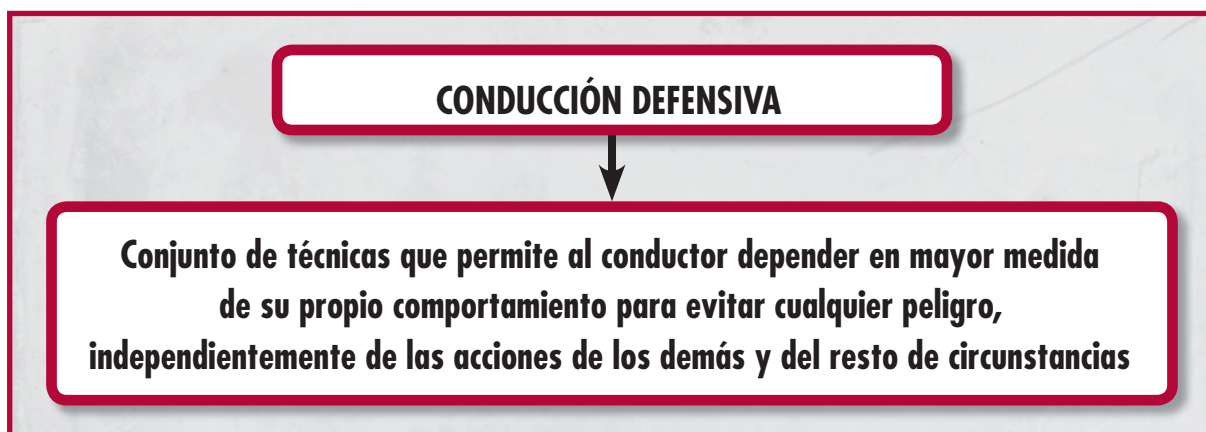 CONDUCCIÓN DEFENSIVA
Conjunto de técnicas que permite al conductor depender en mayor medida
de su propio comportamiento para evitar cualquier peligro,
independientemente de las acciones de los demás y del resto de circunstancias